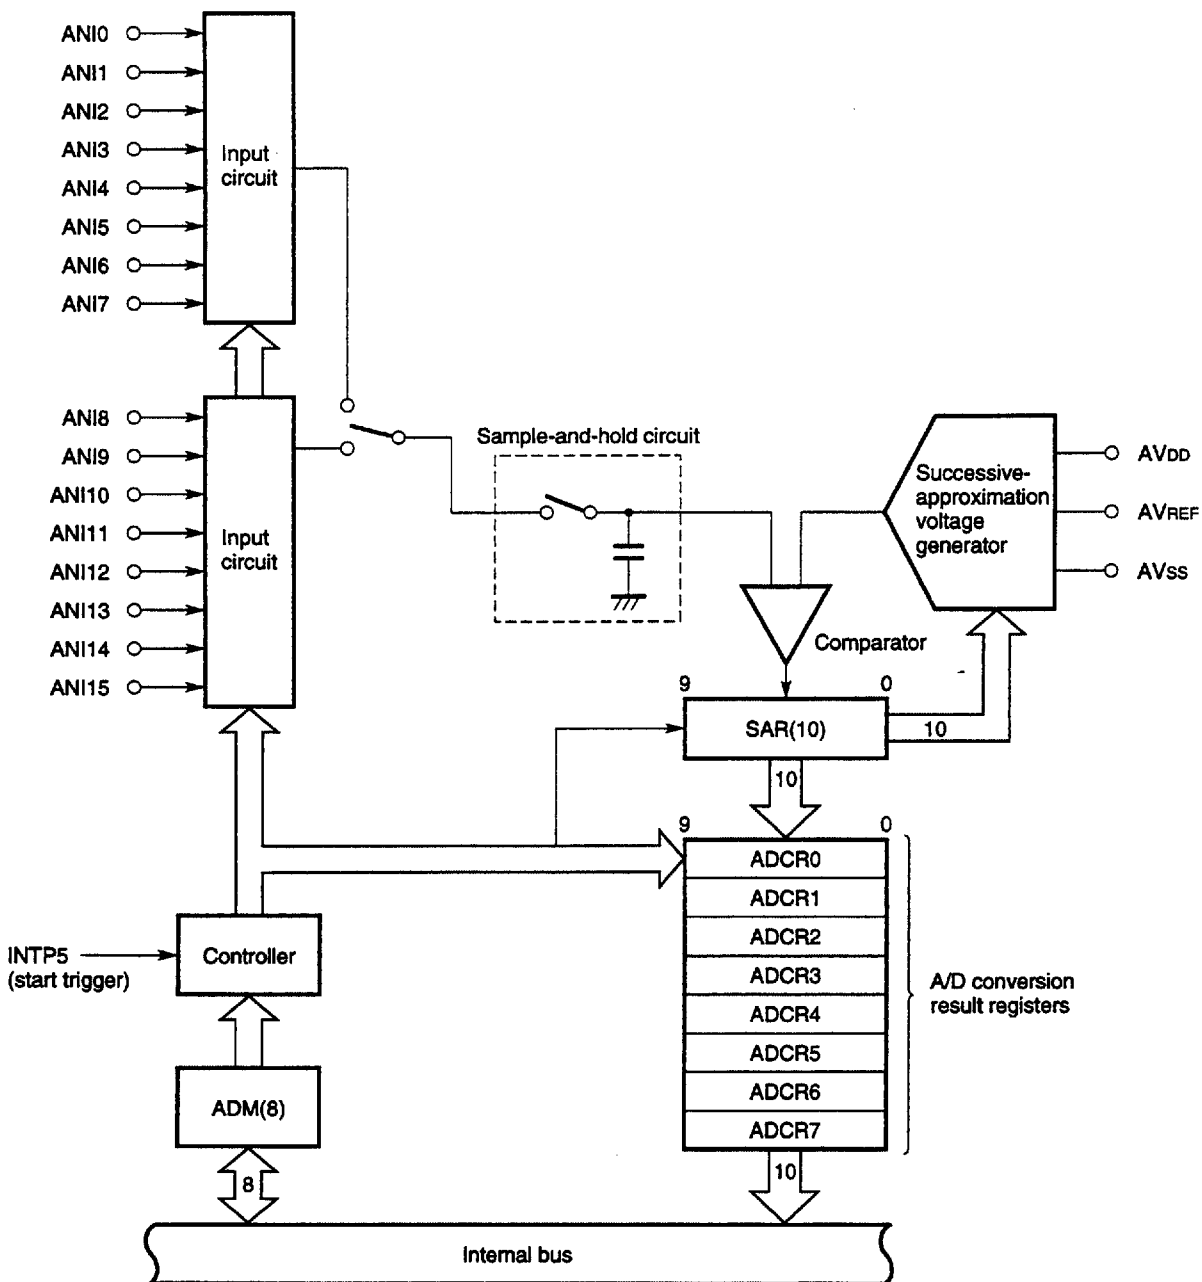 ANI0
ANI1
ANI2
ANI3
ANI4
ANI5
ANI6
ANI7
Input
circuit
ANI8
ANI9
ANI10
ANI11
ANI12
ANI13
ANI14
ANI15
Input
circuit
Sample-and-hold circuit
Successive-
approximation
voltage
generator
AVDD
AVREF
AVSS
Comparator
9
0
SAR(10)
10
10
9
0
ADCR0
ADCR1
ADCR2
ADCR3
ADCR4
ADCR5
ADCR6
ADCR7
A/D conversion
result registers
INTP5
(start trigger)
Controller
ADM(8)
8
10
Internal bus